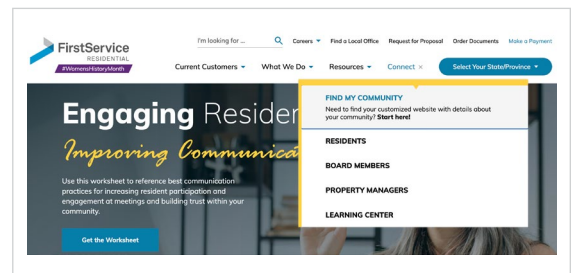 I'm looking for ...
Careers
Find a Local Office
Request for Proposal
Order Documents
Make a Payment
FirstService
RESIDENTIAL
#WomensHistoryMonth
Current Customers
What We Do
Resources
Connect ×
Select Your State/Province
FIND MY COMMUNITY
Need to find your customized website with details about
your community? Start here!
RESIDENTS
BOARD MEMBERS
PROPERTY MANAGERS
LEARNING CENTER
Engaging Residen
Improving Communica
Use this worksheet to reference best communication
practices for increasing resident participation and
engagement at meetings and building trust within your
community.
Get the Worksheet